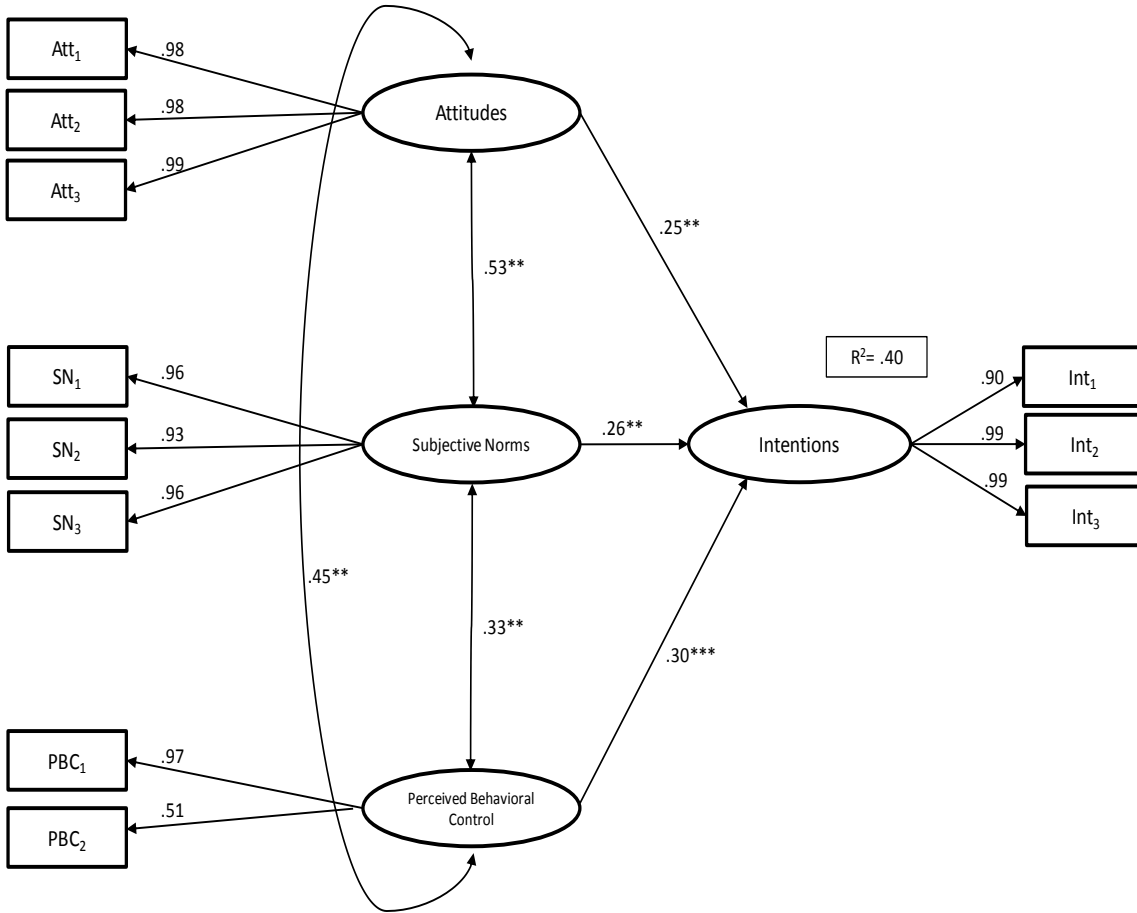 Att₁
.98
Att₂
.98
Att₃
.99
Attitudes
.25**
.53**
R²= .40
SN₁
.96
SN₂
.93
SN₃
.96
Subjective Norms
.26**
Intentions
.90
Int₁
.99
Int₂
.99
Int₃
.45**
.33**
.30***
PBC₁
.97
PBC₂
.51
Perceived Behavioral
Control